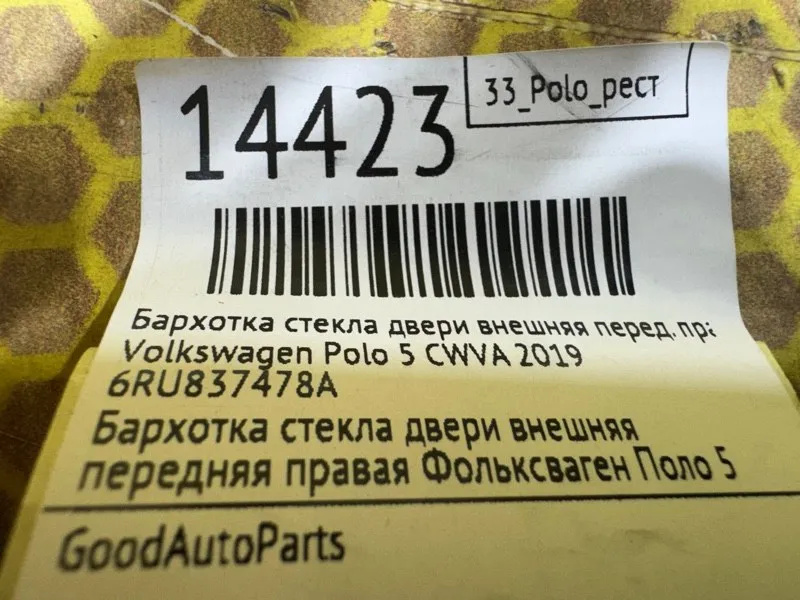 14423
33_Polo_рест
Бархотка стекла двери внешняя перед. пра
Volkswagen Polo 5 CWVA 2019
6RU837478A
Бархотка стекла двери внешняя
передняя правая Фольксваген Поло 5
GoodAutoParts